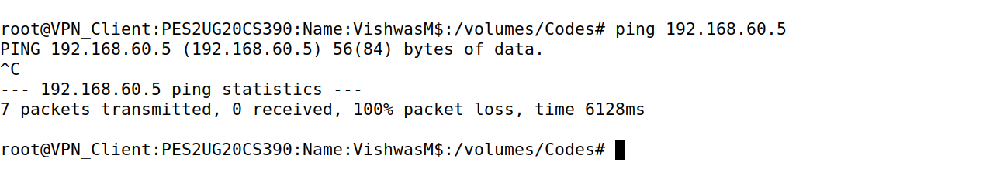 root@VPN_Client:PES2UG20CS390:Name:VishwasM$:/volumes/Codes# ping 192.168.60.5
PING 192.168.60.5 (192.168.60.5) 56(84) bytes of data.
^C
--- 192.168.60.5 ping statistics ---
7 packets transmitted, 0 received, 100% packet loss, time 6128ms
root@VPN_Client:PES2UG20CS390:Name:VishwasM$:/volumes/Codes#